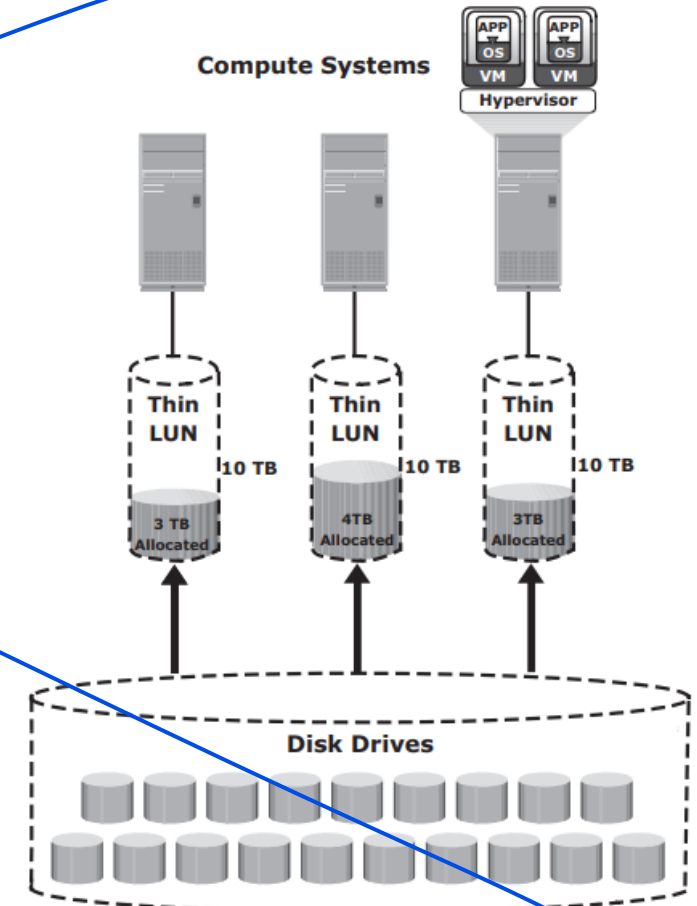 APP APP
OS OS
VM VM
Compute Systems
Hypervisor
Thin
LUN
10 TB
3 TB
Allocated
Thin
LUN
10 TB
4TB
Allocated
Thin
LUN
10 TB
3TB
Allocated
Disk Drives